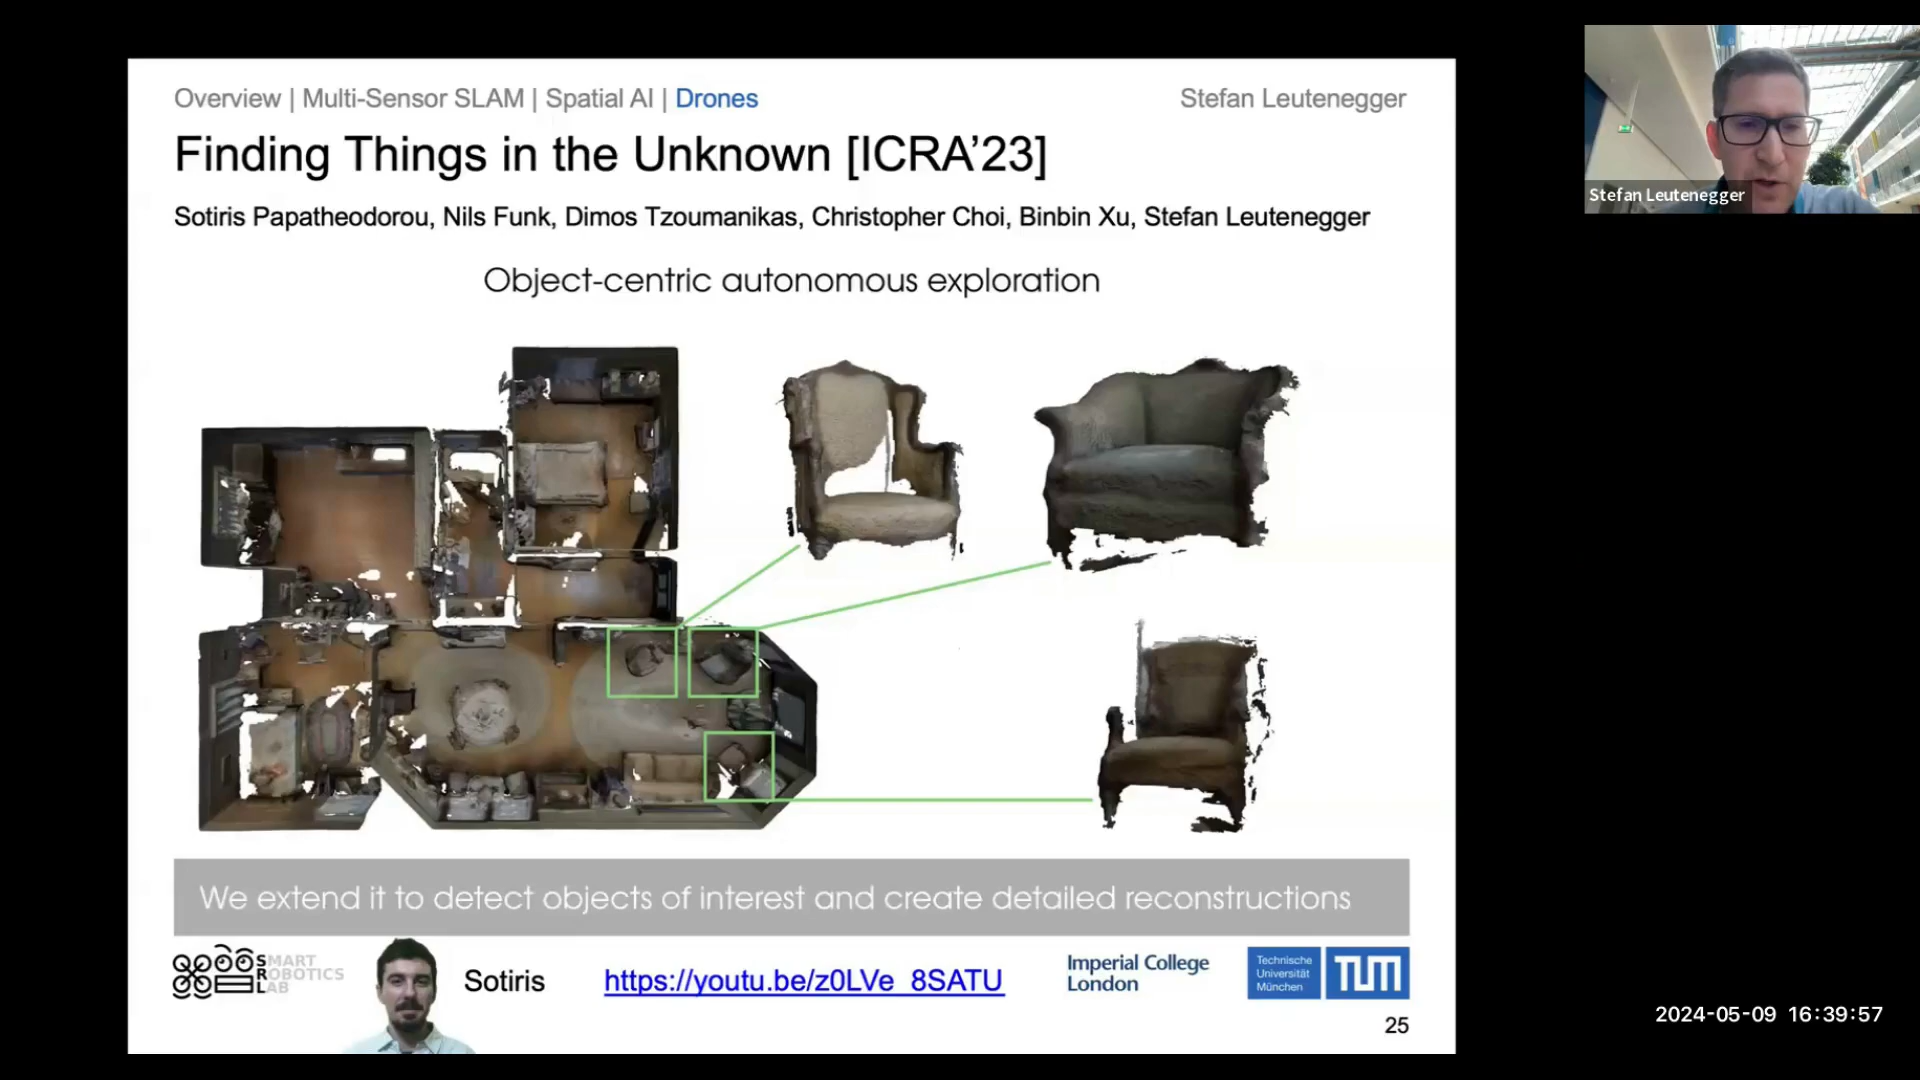 Overview | Multi-Sensor SLAM | Spatial AI | Drones
Stefan Leutenegger
Finding Things in the Unknown [ICRA'23]
Sotiris Papatheodorou, Nils Funk, Dimos Tzoumanikas, Christopher Choi, Binbin Xu, Stefan Leutenegger
Object-centric autonomous exploration
We extend it to detect objects of interest and create detailed reconstructions
SMART
ROBOTICS
LAB
Sotiris
https://youtu.be/z0LVe_8SATU
Imperial College
London
Technische
Universität
München
TUM
25
Stefan Leutenegger
2024-05-09 16:39:57